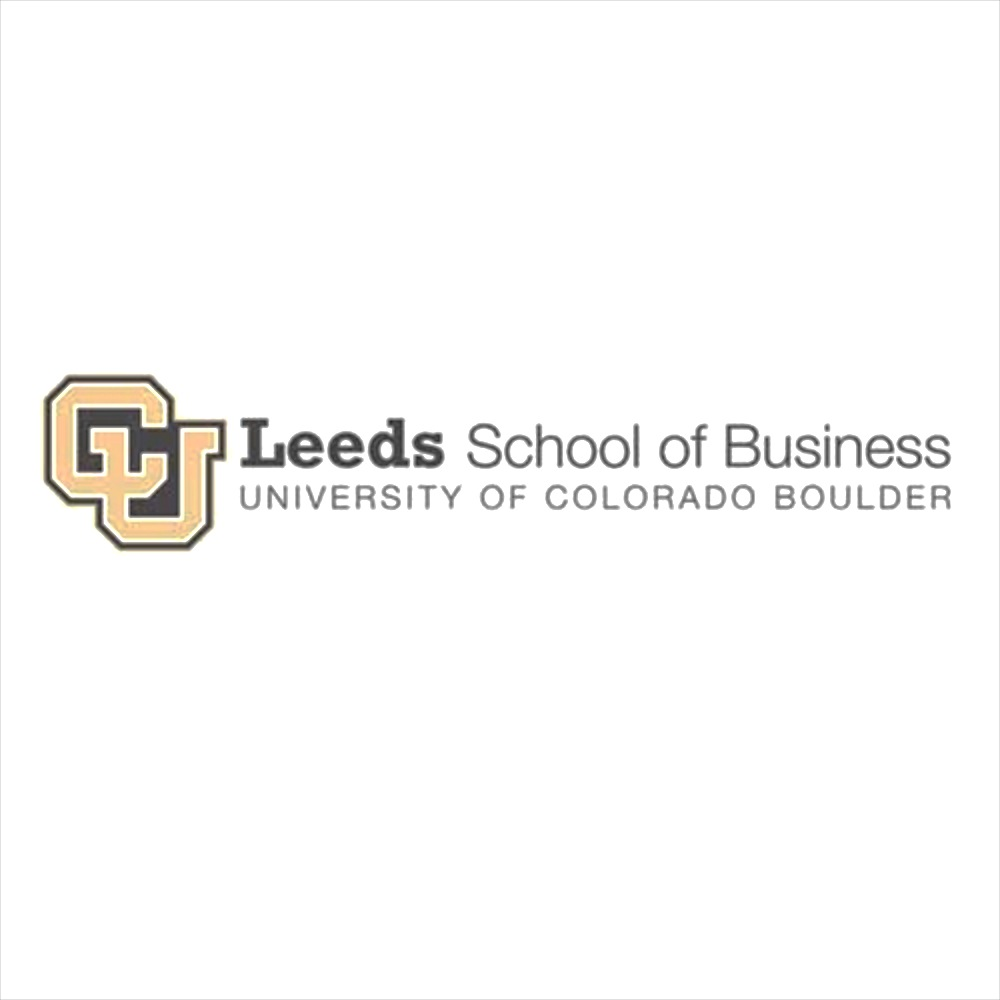 CU
Leeds School of Business
UNIVERSITY OF COLORADO BOULDER